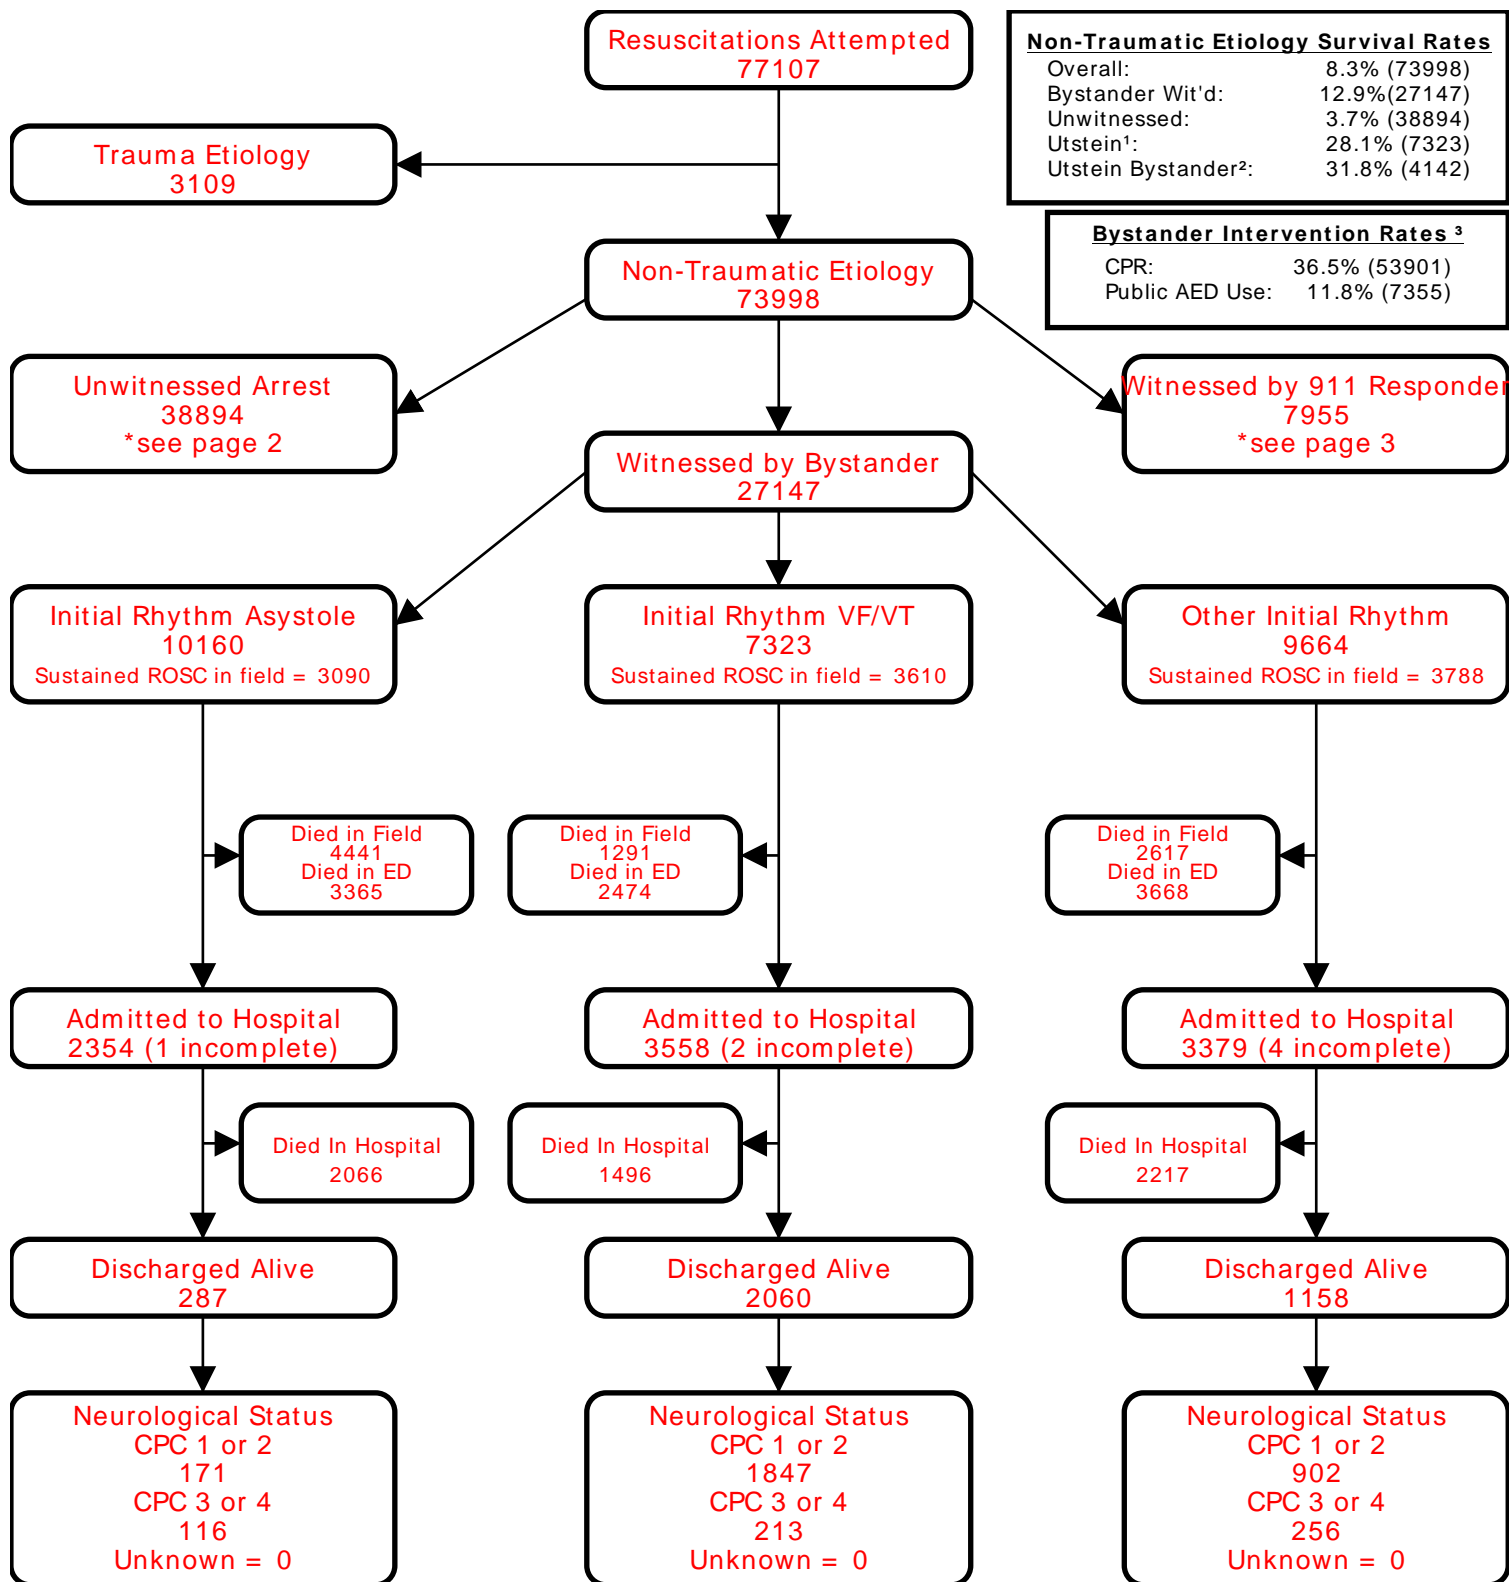 Resuscitations Attempted
77107
Non-Traumatic Etiology Survival Rates
Overall: 8.3% (73998)
Bystander Wit'd: 12.9%(27147)
Unwitnessed: 3.7% (38894)
Utstein¹: 28.1% (7323)
Utstein Bystander²: 31.8% (4142)
Trauma Etiology
3109
Bystander Intervention Rates ³
CPR: 36.5% (53901)
Public AED Use: 11.8% (7355)
Non-Traumatic Etiology
73998
Unwitnessed Arrest
38894
*see page 2
Witnessed by 911 Responder
7955
*see page 3
Witnessed by Bystander
27147
Initial Rhythm Asystole
10160
Sustained ROSC in field = 3090
Initial Rhythm VF/VT
7323
Sustained ROSC in field = 3610
Other Initial Rhythm
9664
Sustained ROSC in field = 3788
Died in Field
4441
Died in ED
3365
Died in Field
1291
Died in ED
2474
Died in Field
2617
Died in ED
3668
Admitted to Hospital
2354 (1 incomplete)
Admitted to Hospital
3558 (2 incomplete)
Admitted to Hospital
3379 (4 incomplete)
Died In Hospital
2066
Died In Hospital
1496
Died In Hospital
2217
Discharged Alive
287
Discharged Alive
2060
Discharged Alive
1158
Neurological Status
CPC 1 or 2
171
CPC 3 or 4
116
Unknown = 0
Neurological Status
CPC 1 or 2
1847
CPC 3 or 4
213
Unknown = 0
Neurological Status
CPC 1 or 2
902
CPC 3 or 4
256
Unknown = 0